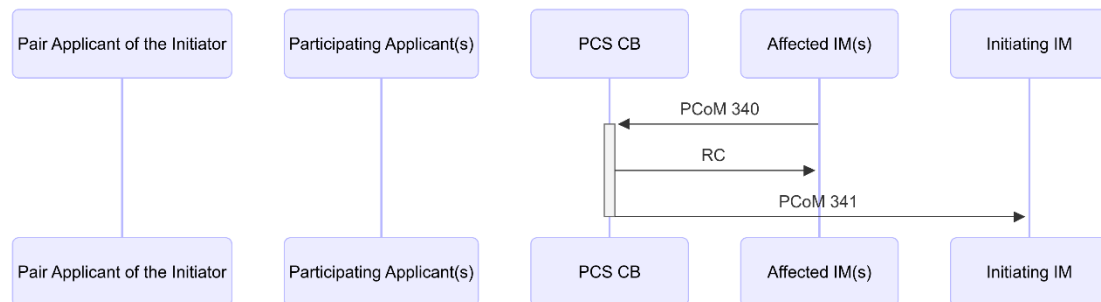 Pair Applicant of the Initiator
Participating Applicant(s)
PCS CB
Affected IM(s)
Initiating IM
PCoM 340
RC
PCoM 341
Pair Applicant of the Initiator
Participating Applicant(s)
PCS CB
Affected IM(s)
Initiating IM